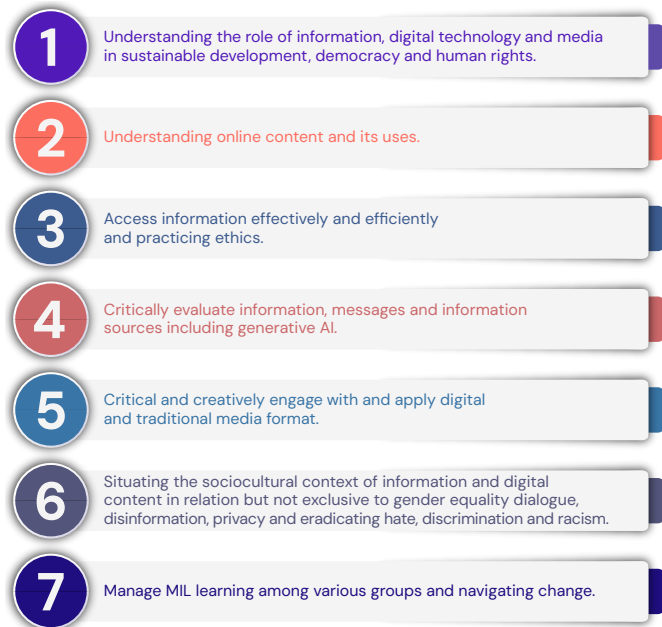 1
Understanding the role of information, digital technology and media
in sustainable development, democracy and human rights.
2
Understanding online content and its uses.
3
Access information effectively and efficiently
and practicing ethics.
4
Critically evaluate information, messages and information
sources including generative AI.
5
Critical and creatively engage with and apply digital
and traditional media format.
6
Situating the sociocultural context of information and digital
content in relation but not exclusive to gender equality dialogue,
disinformation, privacy and eradicating hate, discrimination and racism.
7
Manage MIL learning among various groups and navigating change.